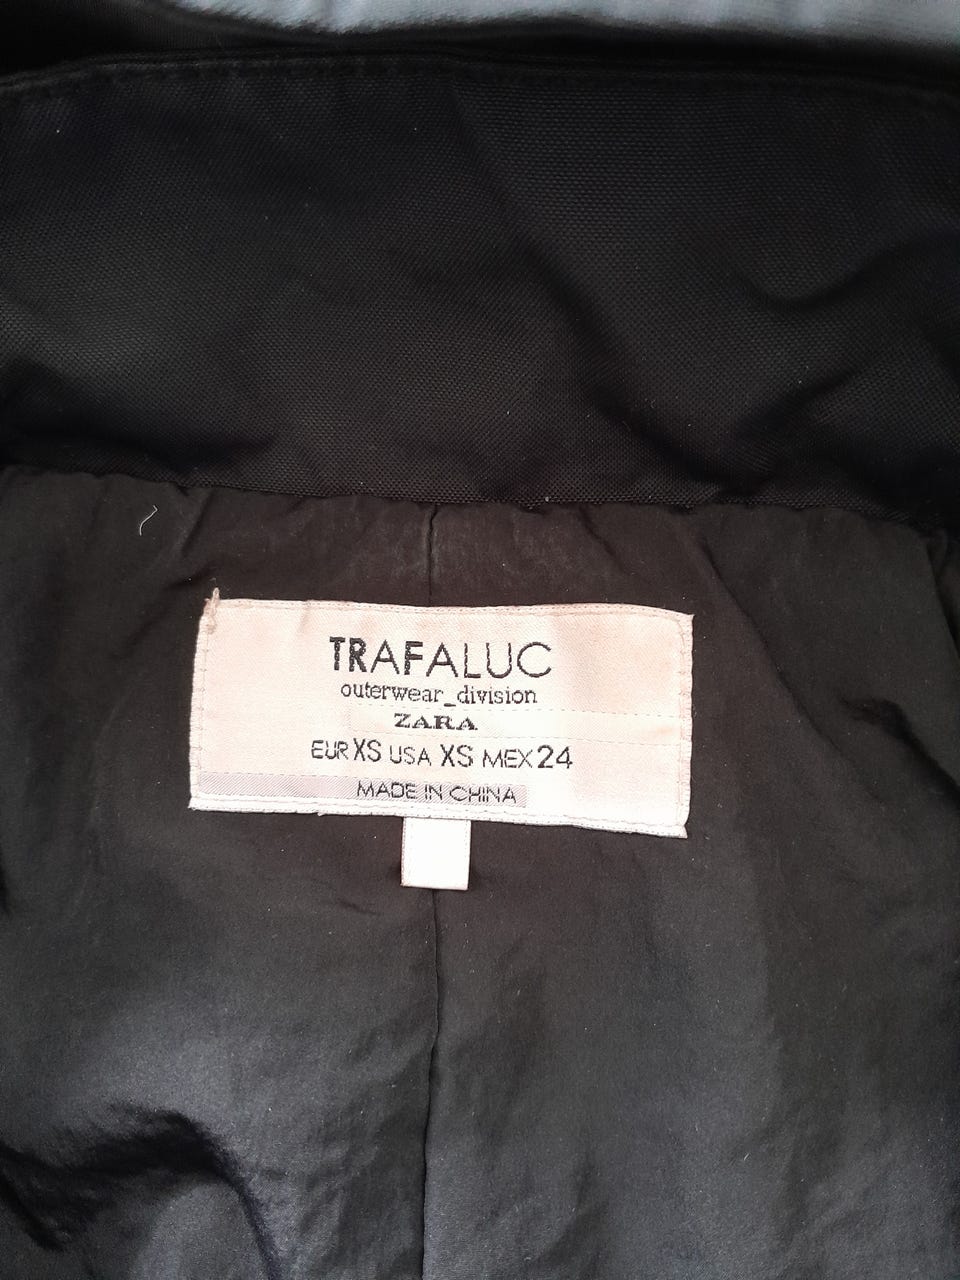 TRAFALUC
outerwear_division
ZARA
EUR XS USA XS MEX 24
MADE IN CHINA